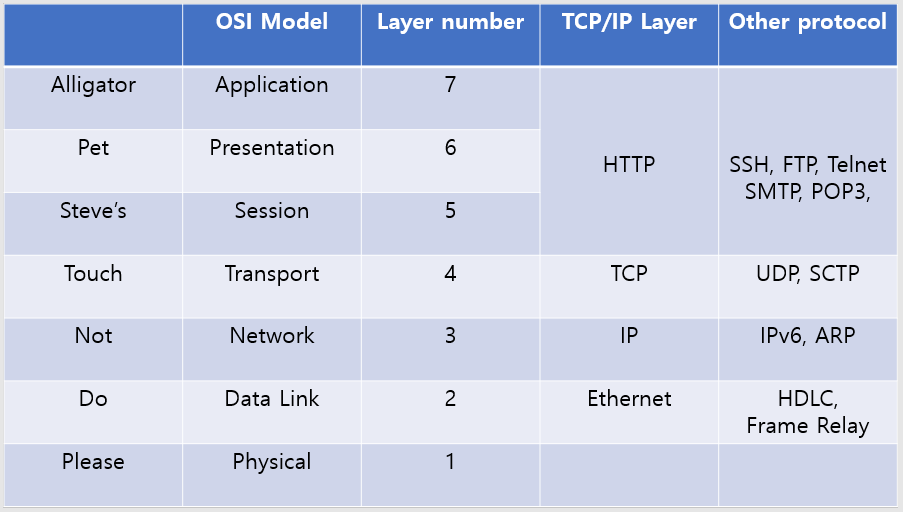 OSI Model Layer number TCP/IP Layer Other protocol
Alligator Application 7
Pet Presentation 6
HTTP SSH, FTP, Telnet
SMTP, POP3,
Steve’s Session 5
Touch Transport 4 TCP UDP, SCTP
Not Network 3 IP IPv6, ARP
Do Data Link 2 Ethernet HDLC,
Frame Relay
Please Physical 1